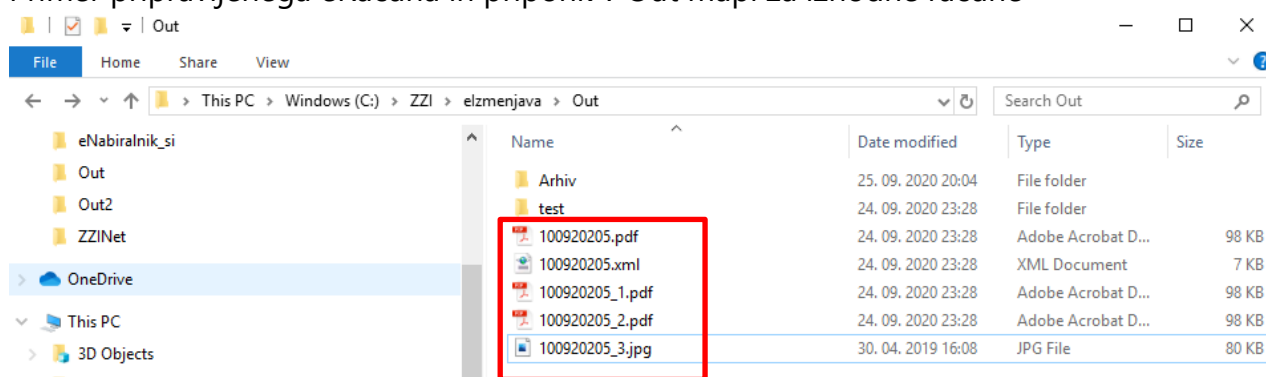 Out
File Home Share View
This PC > Windows (C:) > ZZI > eIzmenjava > Out
Search Out
eNabiralnik_si
Out
Out2
ZZINet
OneDrive
This PC
3D Objects
Name Date modified Type Size
Arhiv 25. 09. 2020 20:04 File folder
test 24. 09. 2020 23:28 File folder
100920205.pdf 24. 09. 2020 23:28 Adobe Acrobat D... 98 KB
100920205.xml 24. 09. 2020 23:28 XML Document 7 KB
100920205_1.pdf 24. 09. 2020 23:28 Adobe Acrobat D... 98 KB
100920205_2.pdf 24. 09. 2020 23:28 Adobe Acrobat D... 98 KB
100920205_3.jpg 30. 04. 2019 16:08 JPG File 80 KB